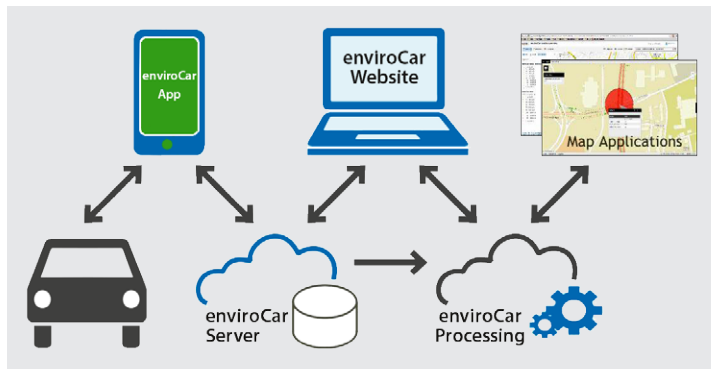 enviroCar
App
enviroCar
Website
Map Applications
enviroCar
Server
enviroCar
Processing